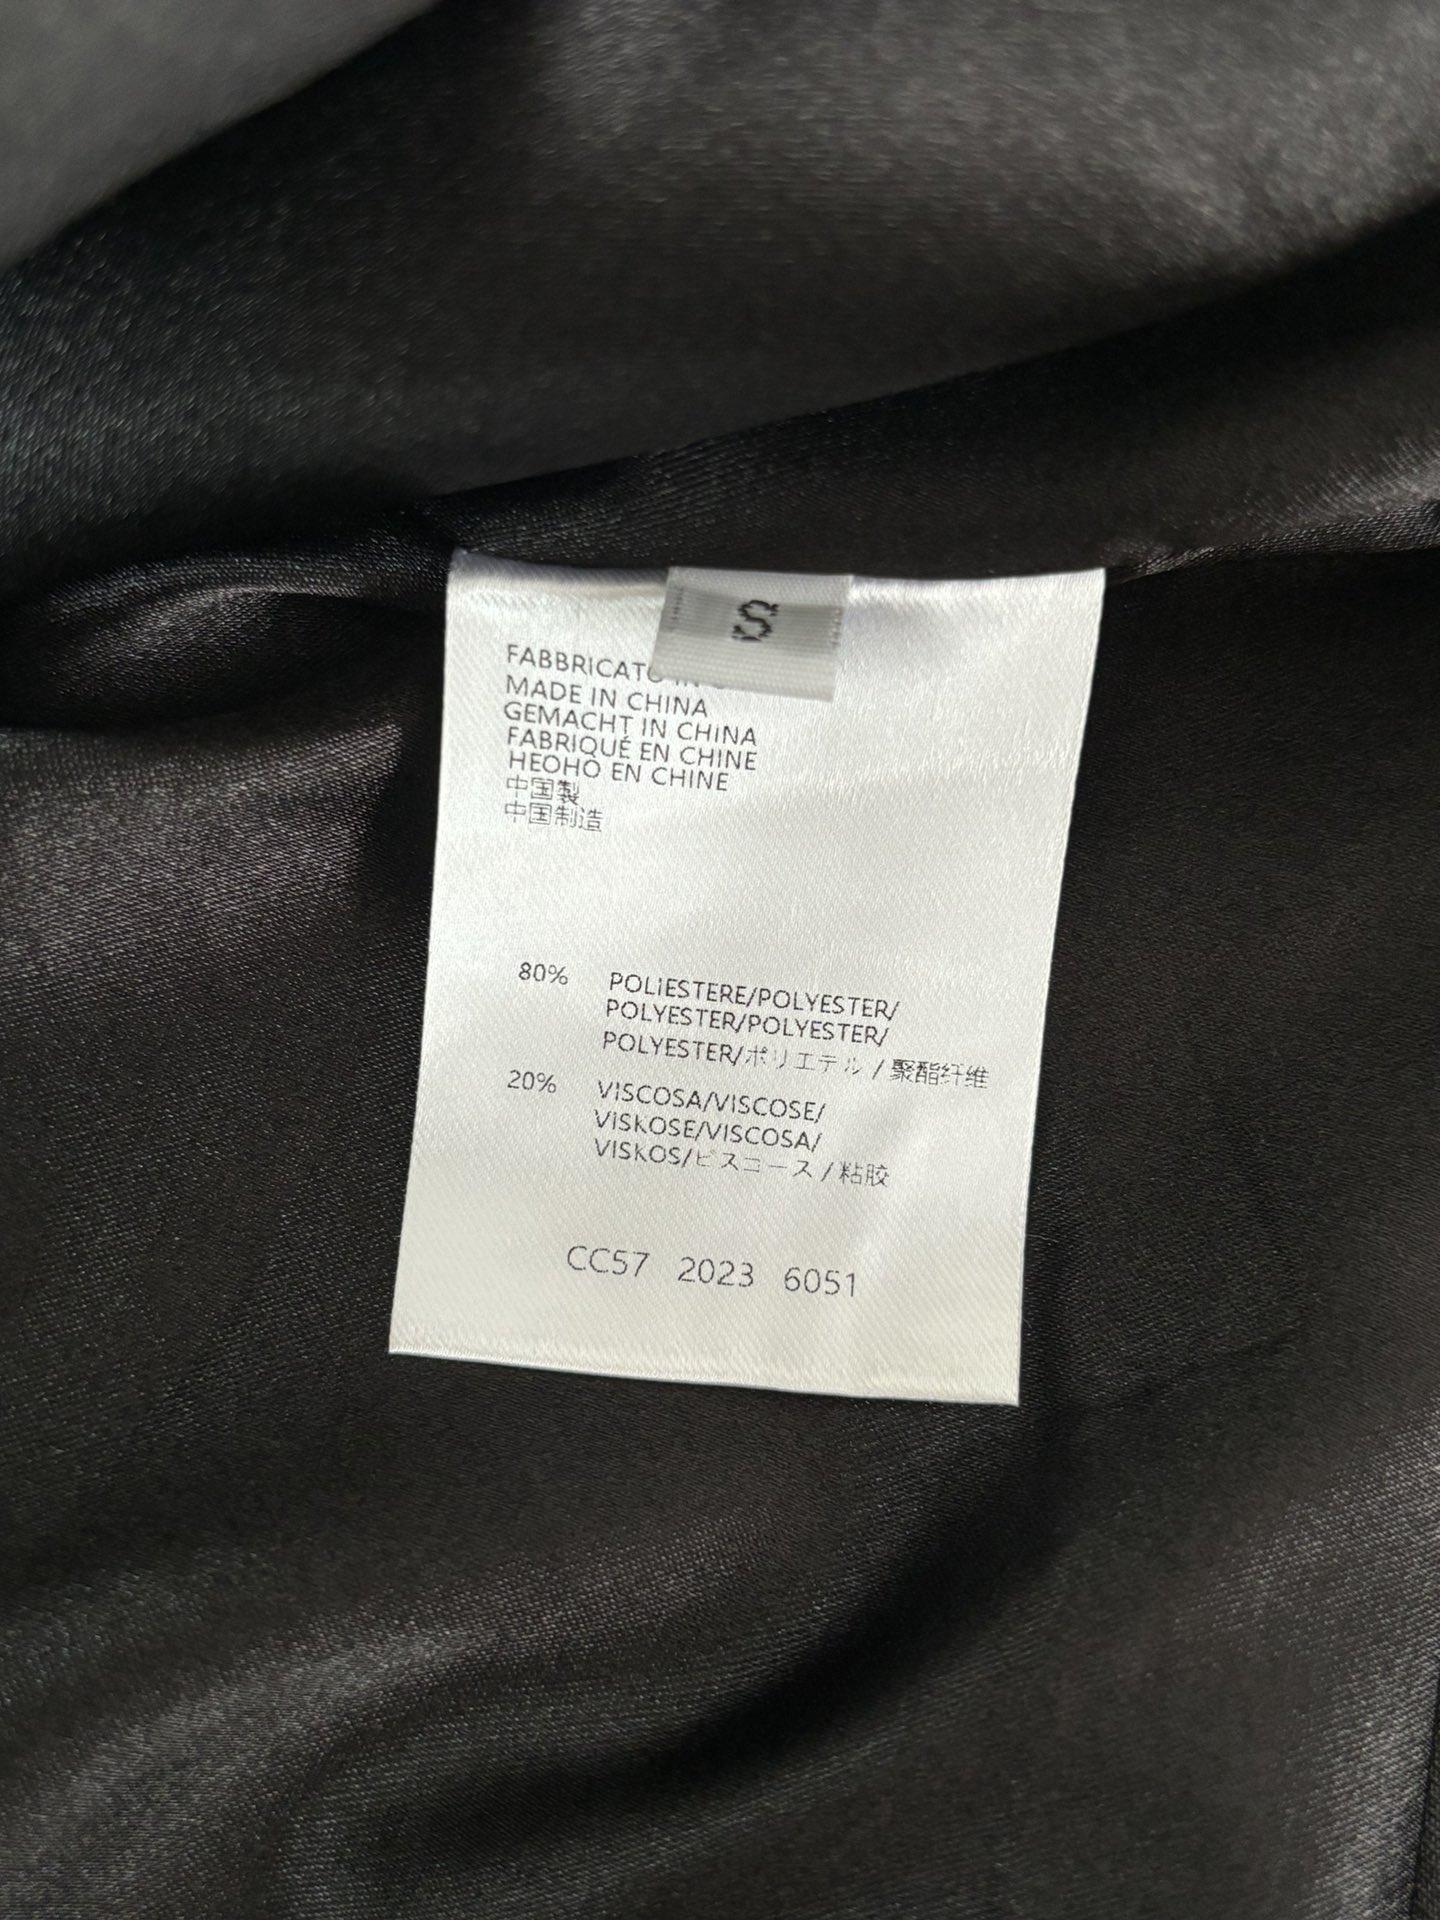 S
FABBRICATO IN
MADE IN CHINA
GEMACHT IN CHINA
FABRIQUÉ EN CHINE
HEOHO EN CHINE
中国製
中国制造
80% POLIESTERE/POLYESTER/
POLYESTER/POLYESTER/
POLYESTER/ポリエテル/聚酯纤维
20% VISCOSA/VISCOSE/
VISKOSE/VISCOSA/
VISKOS/ビスコース/粘胶
CC57 2023 6051